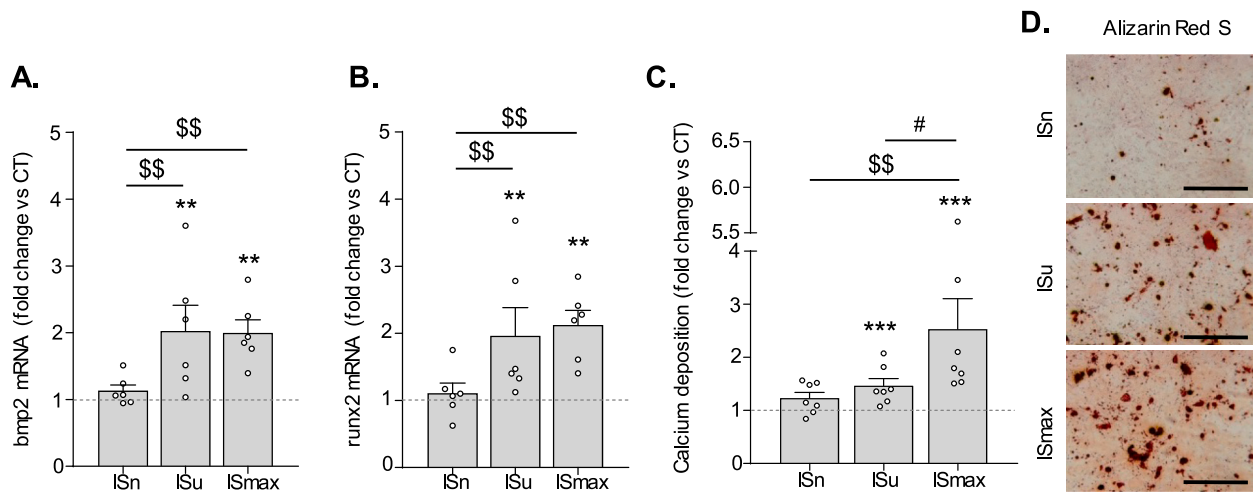 A.
bmp2 mRNA (fold change vs CT)
5
4
3
2
1
0
$$
$$
**
**
ISn ISu ISmax
B.
runx2 mRNA (fold change vs CT)
5
4
3
2
1
0
$$
$$
**
**
ISn ISu ISmax
C.
Calcium deposition (fold change vs CT)
6.5
6.0
5.5
4
3
2
1
0
#
$$
***
***
ISn ISu ISmax
D.
Alizarin Red S
ISn
ISu
ISmax